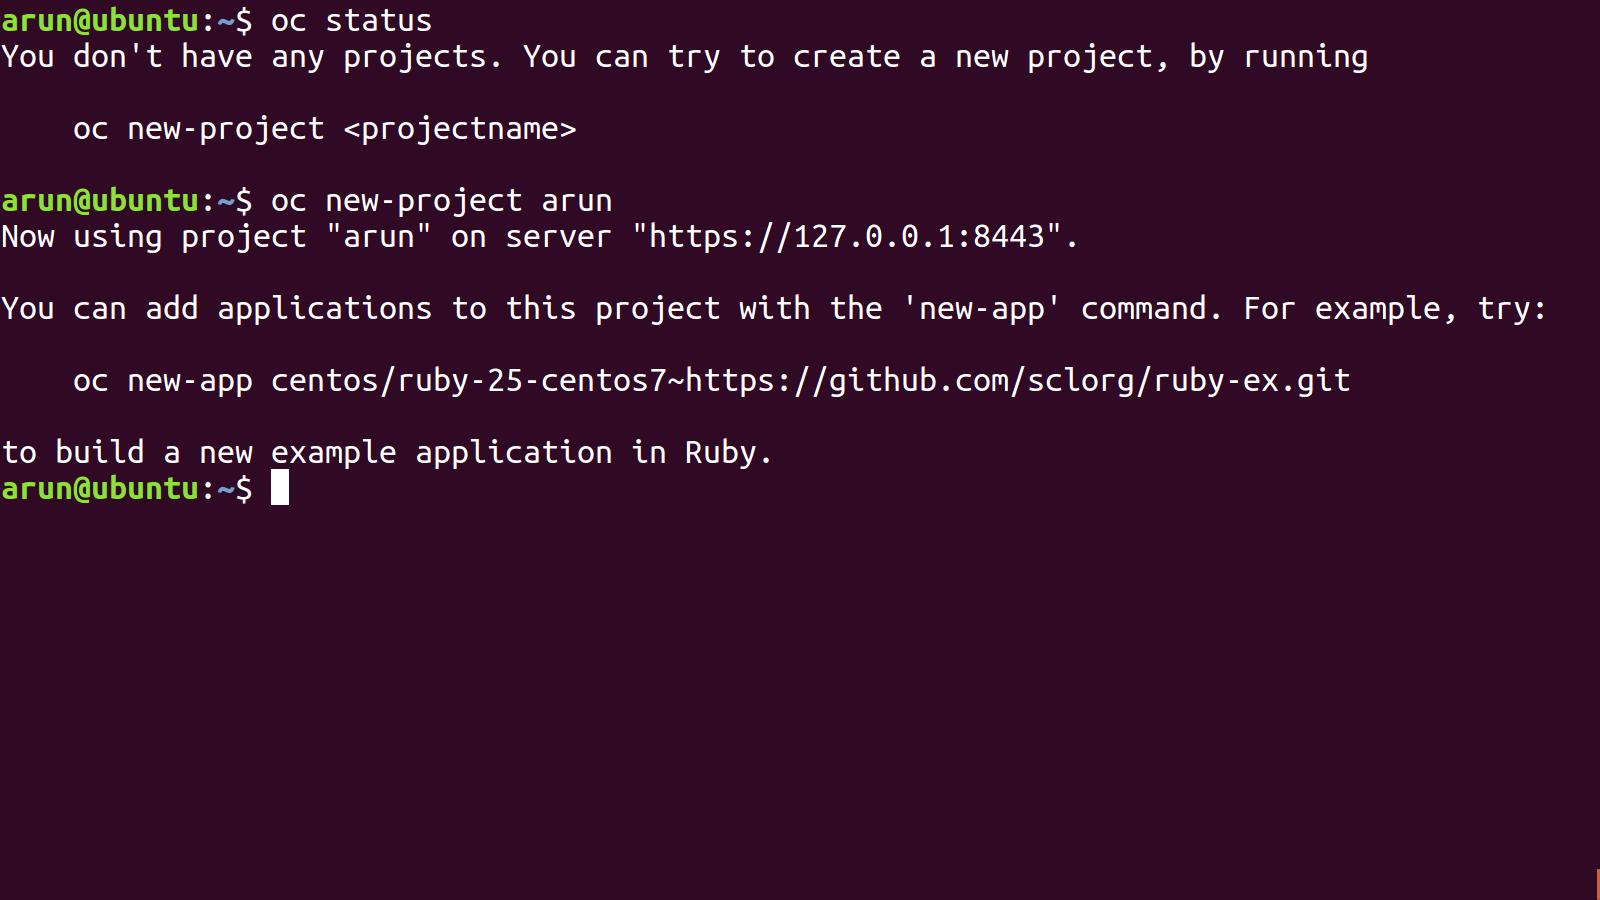 arun@ubuntu:~$ oc status
You don't have any projects. You can try to create a new project, by running
oc new-project <projectname>
arun@ubuntu:~$ oc new-project arun
Now using project "arun" on server "https://127.0.0.1:8443".
You can add applications to this project with the 'new-app' command. For example, try:
oc new-app centos/ruby-25-centos7~https://github.com/sclorg/ruby-ex.git
to build a new example application in Ruby.
arun@ubuntu:~$